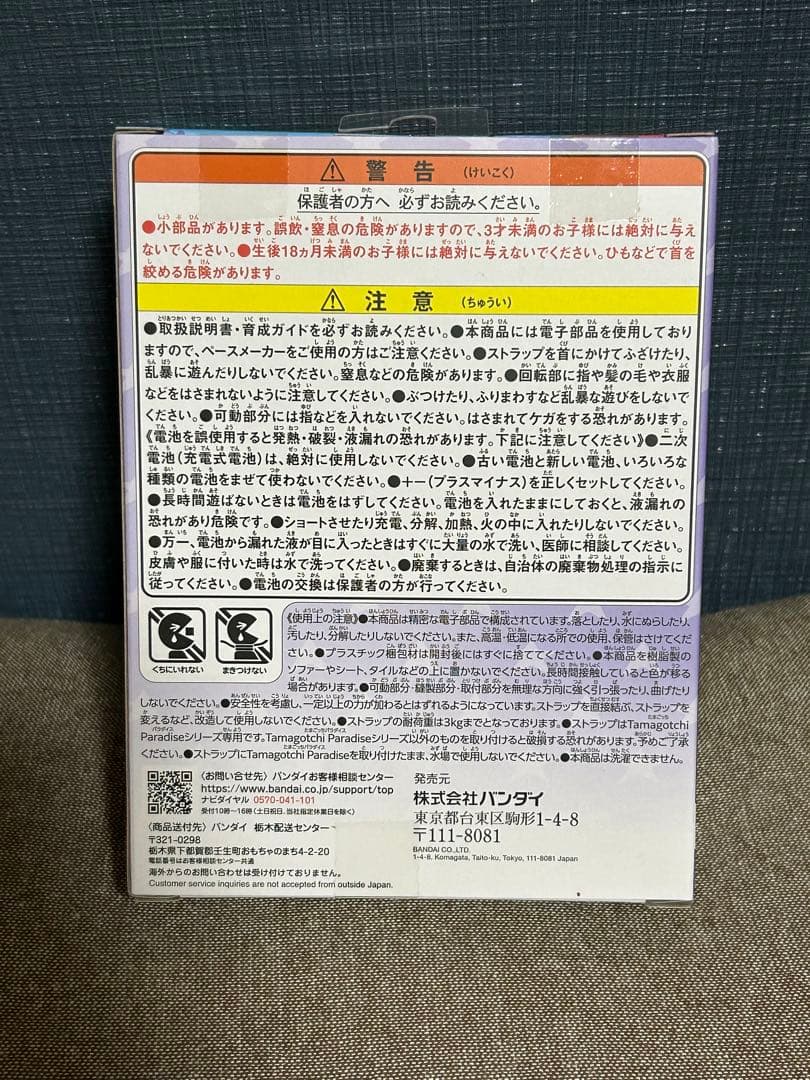 警告 (けいこく)
保護者の方へ 必ずお読みください。
●小部品があります。誤飲・窒息の危険がありますので、3才未満のお子様には絶対に与え
ないでください。●生後18ヵ月未満のお子様には絶対に与えないでください。ひもなどで首を
絞める危険があります。
注意 (ちゅうい)
●取扱説明書・育成ガイドを必ずお読みください。●本商品には電子部品を使用しており
ますので、ペースメーカーをご使用の方はご注意ください。●ストラップを首にかけてふざけたり、
乱暴に遊んだりしないでください。窒息などの危険があります。●回転部に指や髪の毛や衣服
などをはさまれないように注意してください。●ぶつけたり、ふりまわすなど乱暴な遊びをしないで
ください。●可動部分には指などを入れないでください。はさまれてケガをする恐れがあります。
《電池を誤使用すると発熱・破裂・液漏れの恐れがあります。下記に注意してください》●二次
電池(充電式電池)は、絶対に使用しないでください。●古い電池と新しい電池、いろいろな
種類の電池をまぜて使わないでください。●+ー(プラスマイナス)を正しくセットしてください。
●長時間遊ばないときは電池をはずしてください。電池を入れたままにしておくと、液漏れの
恐れがあり危険です。●ショートさせたり充電、分解、加熱、火の中に入れたりしないでください。
●万一、電池から漏れた液が目に入ったときはすぐに大量の水で洗い、医師に相談してください。
皮膚や服に付いた時は水で洗ってください。●廃棄するときは、自治体の廃棄物処理の指示に
従ってください。●電池の交換は保護者の方が行ってください。
くちにいれない
まきつけない
《使用上の注意》●本商品は精密な電子部品で構成されています。落としたり、水にぬらしたり、
汚したり、分解したりしないでください。また、高温・低温になる所での使用、保管はさけてくだ
さい。●プラスチック梱包材は開封後にはすぐに捨ててください。●本商品を樹脂製の
ソファーやシート、タイルなどの上に置かないでください。長時間接触していると色が移る
場合があります。●可動部分・縫製部分・取付部分を無理な方向に強く引っ張ったり、曲げたり
しないでください。●安全性を考慮し、一定以上の力が加わるとはずれるようになっています。ストラップを直接結ぶ、ストラップを
変えるなど、改造して使用しないでください。●ストラップの耐荷重は3kgまでとなっております。●ストラップはTamagotchi
Paradiseシリーズ専用です。Tamagotchi Paradiseシリーズ以外のものを取り付けると破損する恐れがあります。予めご了承
ください。●ストラップにTamagotchi Paradiseを取り付けたまま、水場で使用しないでください。●本商品は洗濯できません。
〈お問い合せ先〉バンダイお客様相談センター
https://www.bandai.co.jp/support/top
ナビダイヤル 0570-041-101
受付10時〜16時(土日祝日、当社指定休業日を除く)
〈商品送付先〉バンダイ 栃木配送センター
〒321-0298
栃木県下都賀郡壬生町おもちゃのまち4-2-20
電話番号はお客様相談センター共通
海外からのお問い合わせは受け付けておりません。
Customer service inquiries are not accepted from outside Japan.
発売元
株式会社バンダイ
東京都台東区駒形1-4-8
〒111-8081
BANDAI CO.,LTD.
1-4-8, Komagata, Taito-ku, Tokyo, 111-8081 Japan